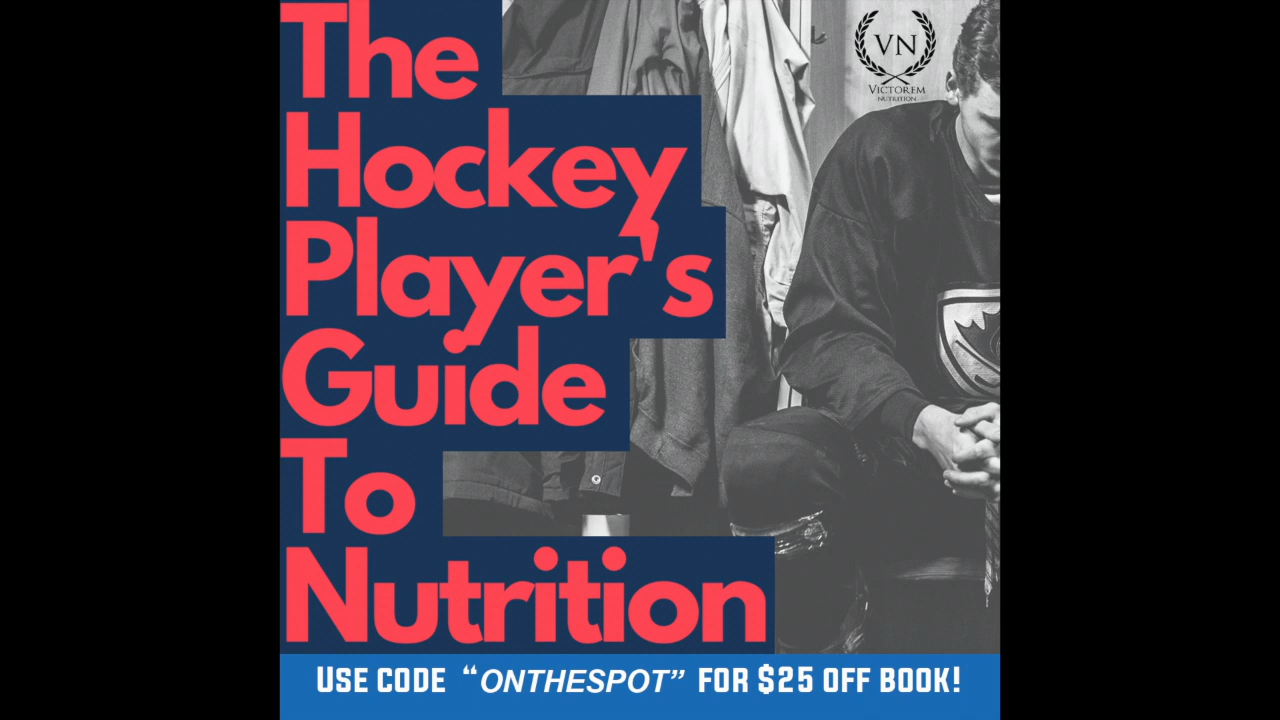 The
Hockey
Player's
Guide
To
Nutrition
VN
VICTOREM
NUTRITION
USE CODE “ONTHESPOT” FOR $25 OFF BOOK!